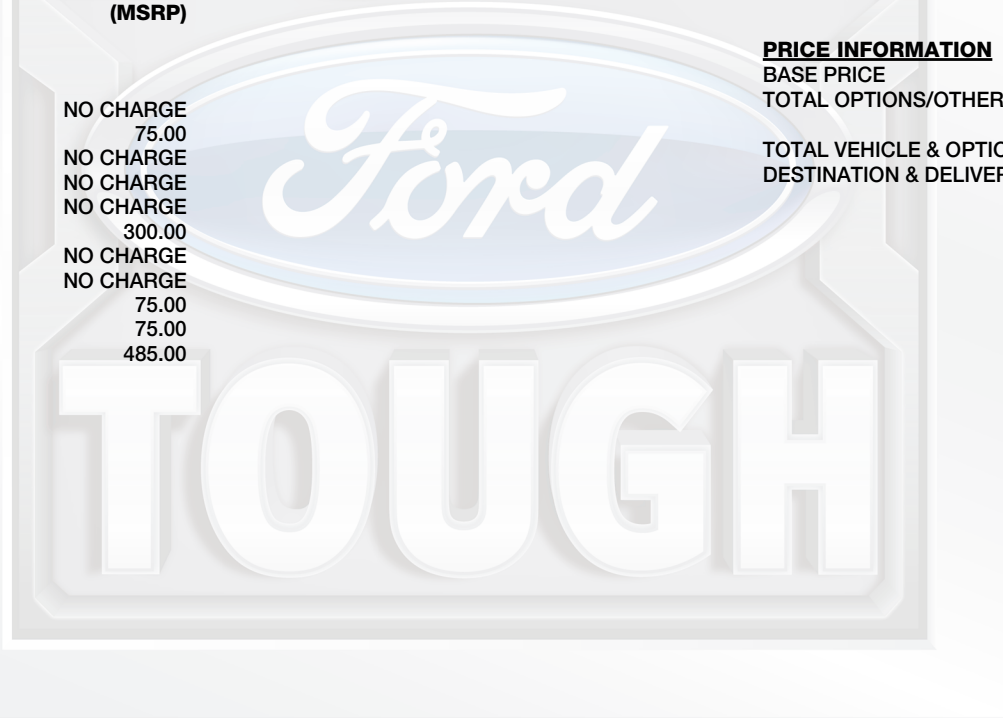 (MSRP)
NO CHARGE
75.00
NO CHARGE
NO CHARGE
NO CHARGE
300.00
NO CHARGE
NO CHARGE
75.00
75.00
485.00
PRICE INFORMATION
BASE PRICE
TOTAL OPTIONS/OTHER
TOTAL VEHICLE & OPTIO
DESTINATION & DELIVER
Ford
TOUGH